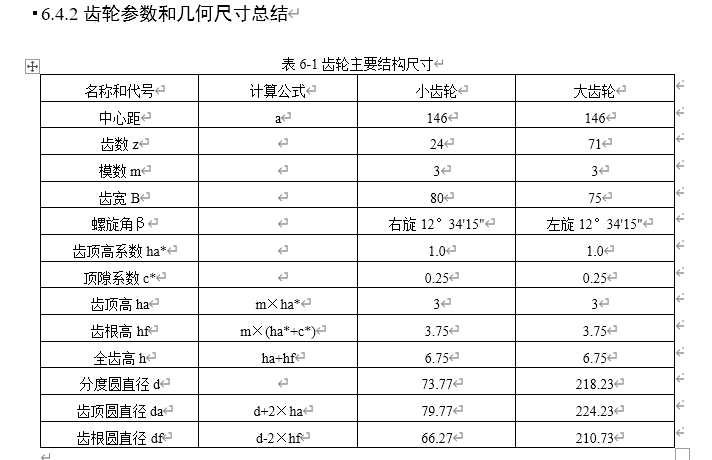 6.4.2 齿轮参数和几何尺寸总结
表 6-1 齿轮主要结构尺寸
名称和代号 计算公式 小齿轮 大齿轮
中心距 a 146 146
齿数 z 24 71
模数 m 3 3
齿宽 B 80 75
螺旋角β 右旋 12° 34'15" 左旋 12° 34'15"
齿顶高系数 ha* 1.0 1.0
顶隙系数 c* 0.25 0.25
齿顶高 ha m×ha* 3 3
齿根高 hf m×(ha*+c*) 3.75 3.75
全齿高 h ha+hf 6.75 6.75
分度圆直径 d 73.77 218.23
齿顶圆直径 da d+2×ha 79.77 224.23
齿根圆直径 df d-2×hf 66.27 210.73